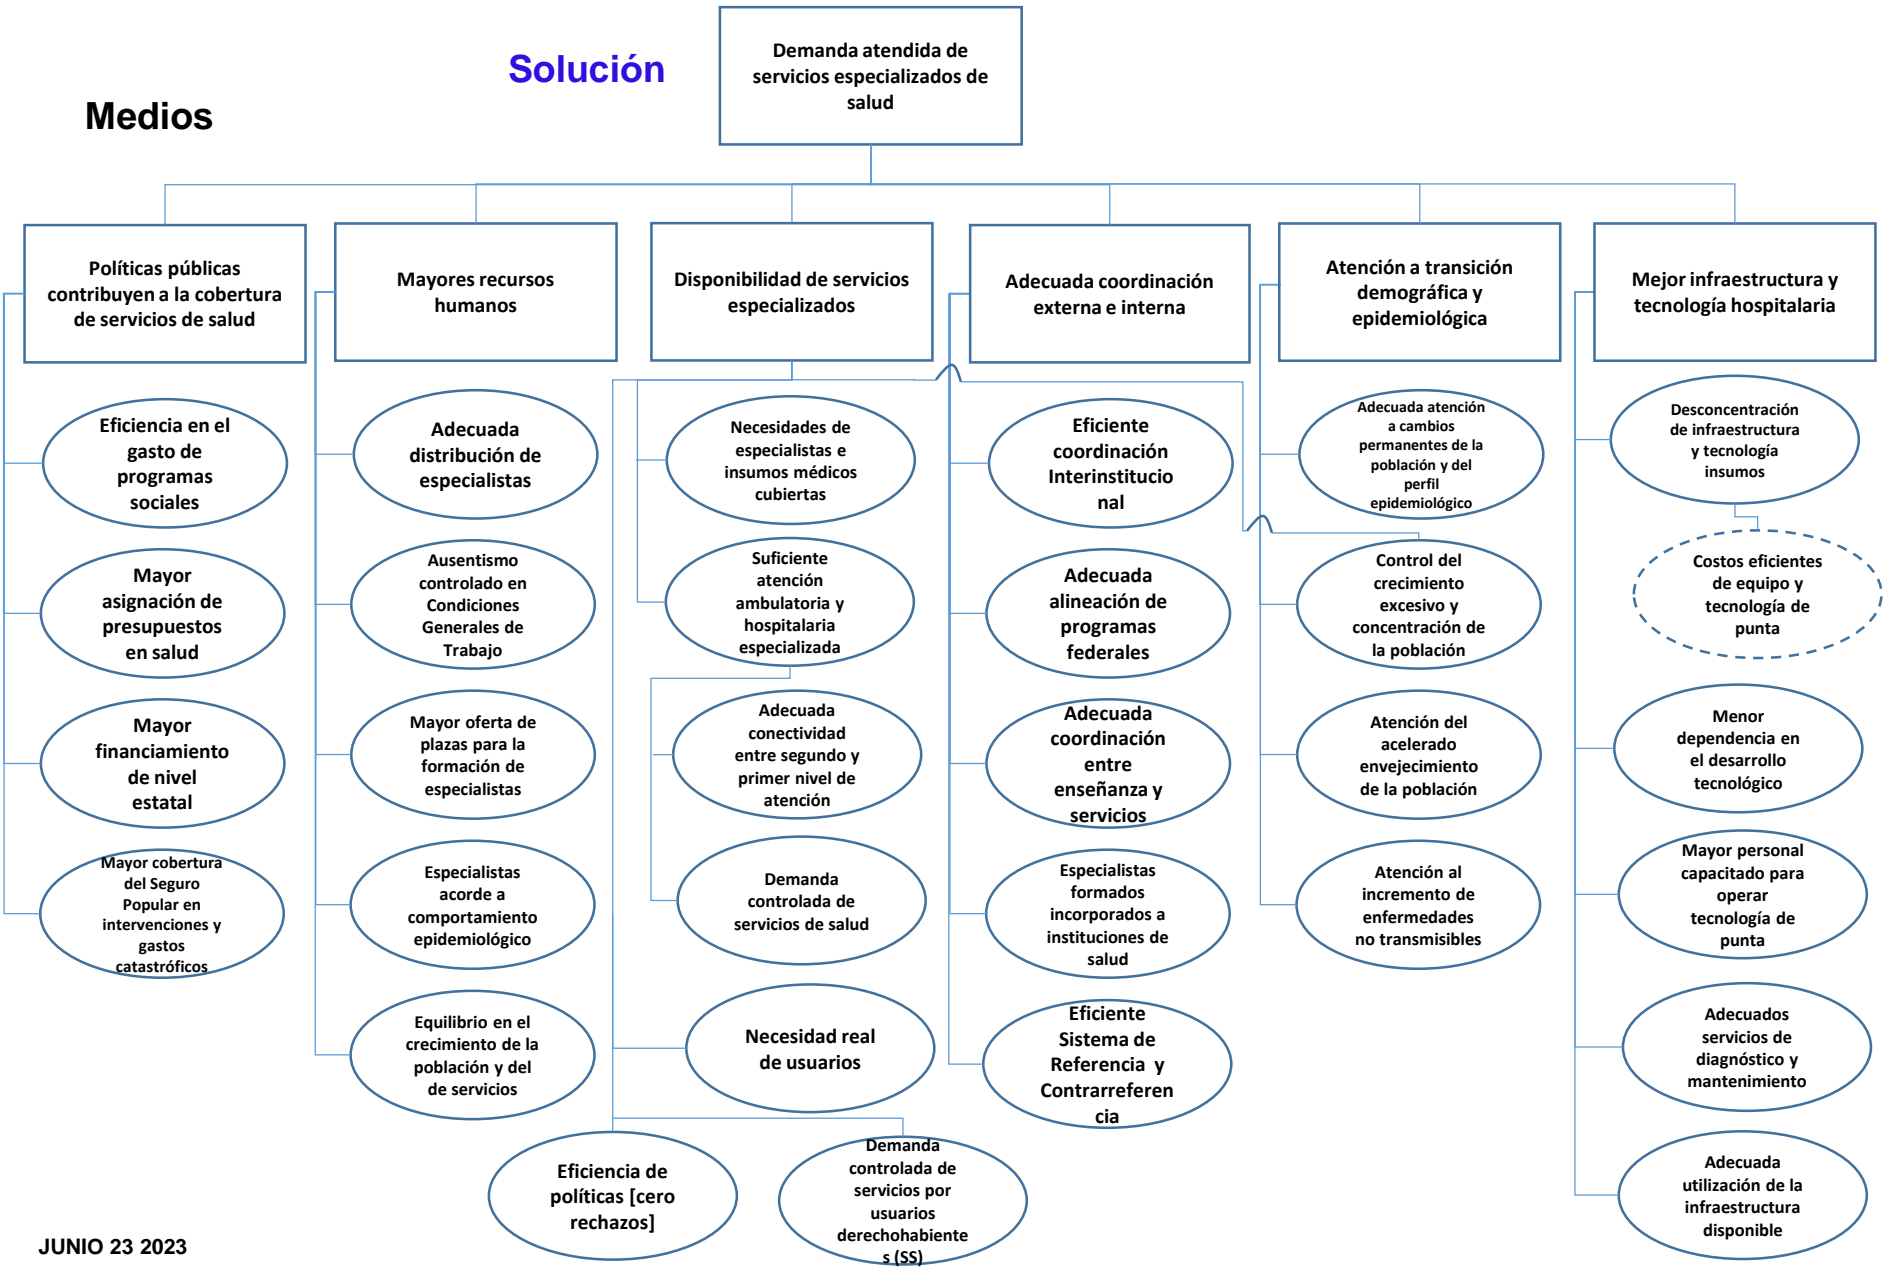 Solución
Medios
Demanda atendida de
servicios especializados de
salud
Políticas públicas
contribuyen a la cobertura
de servicios de salud
Mayores recursos
humanos
Disponibilidad de servicios
especializados
Adecuada coordinación
externa e interna
Atención a transición
demográfica y
epidemiológica
Mejor infraestructura y
tecnología hospitalaria
Eficiencia en el
gasto de
programas
sociales
Mayor
asignación de
presupuestos
en salud
Mayor
financiamiento
de nivel
estatal
Mayor cobertura
del Seguro
Popular en
intervenciones y
gastos
catastróficos
Adecuada
distribución de
especialistas
Ausentismo
controlado en
Condiciones
Generales de
Trabajo
Mayor oferta de
plazas para la
formación de
especialistas
Especialistas
acorde a
comportamiento
epidemiológico
Equilibrio en el
crecimiento de la
población y del
de servicios
Necesidades de
especialistas e
insumos médicos
cubiertas
Suficiente
atención
ambulatoria y
hospitalaria
especializada
Adecuada
conectividad
entre segundo y
primer nivel de
atención
Demanda
controlada de
servicios de salud
Necesidad real
de usuarios
Eficiencia de
políticas [cero
rechazos]
Demanda
controlada de
servicios por
usuarios
derechohabiente
s (SS)
Eficiente
coordinación
Interinstitucio
nal
Adecuada
alineación de
programas
federales
Adecuada
coordinación
entre
enseñanza y
servicios
Especialistas
formados
incorporados a
instituciones de
salud
Eficiente
Sistema de
Referencia y
Contrarreferen
cia
Adecuada atención
a cambios
permanentes de la
población y del
perfil
epidemiológico
Control del
crecimiento
excesivo y
concentración de
la población
Atención del
acelerado
envejecimiento
de la población
Atención al
incremento de
enfermedades
no transmisibles
Desconcentración
de infraestructura
y tecnología
insumos
Costos eficientes
de equipo y
tecnología de
punta
Menor
dependencia en
el desarrollo
tecnológico
Mayor personal
capacitado para
operar
tecnología de
punta
Adecuados
servicios de
diagnóstico y
mantenimiento
Adecuada
utilización de la
infraestructura
disponible
JUNIO 23 2023